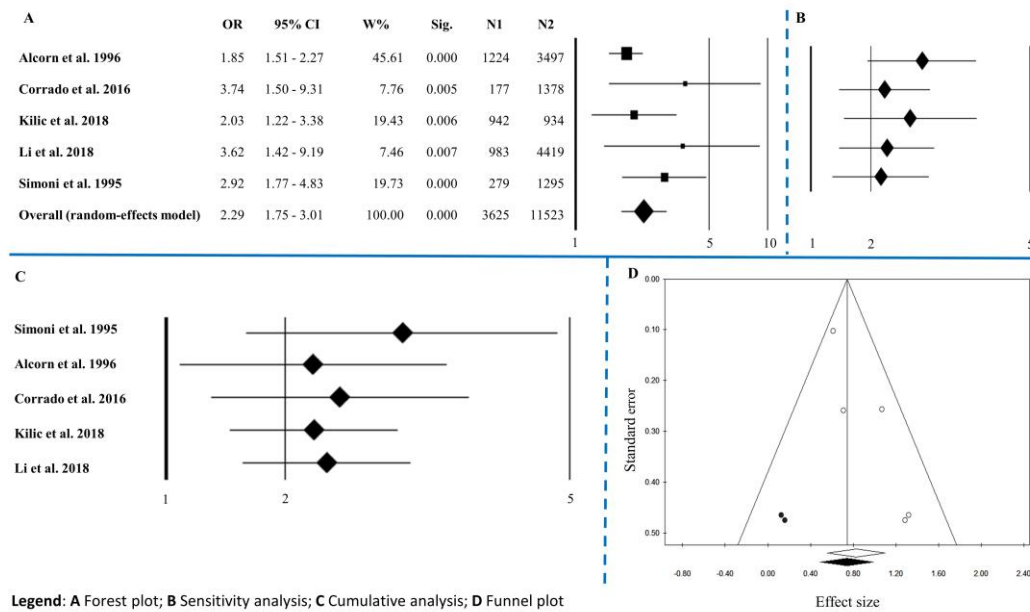 A
OR 95% CI W% Sig. N1 N2
Alcorn et al. 1996 1.85 1.51 - 2.27 45.61 0.000 1224 3497
Corrado et al. 2016 3.74 1.50 - 9.31 7.76 0.005 177 1378
Kilic et al. 2018 2.03 1.22 - 3.38 19.43 0.006 942 934
Li et al. 2018 3.62 1.42 - 9.19 7.46 0.007 983 4419
Simoni et al. 1995 2.92 1.77 - 4.83 19.73 0.000 279 1295
Overall (random-effects model) 2.29 1.75 - 3.01 100.00 0.000 3625 11523
1 5 10
B
1 2 5
C
Simoni et al. 1995
Alcorn et al. 1996
Corrado et al. 2016
Kilic et al. 2018
Li et al. 2018
1 2 5
D
Standard error
0.00
0.10
0.20
0.30
0.40
0.50
-0.80 -0.40 0.00 0.40 0.80 1.20 1.60 2.00 2.40
Effect size
Legend: A Forest plot; B Sensitivity analysis; C Cumulative analysis; D Funnel plot